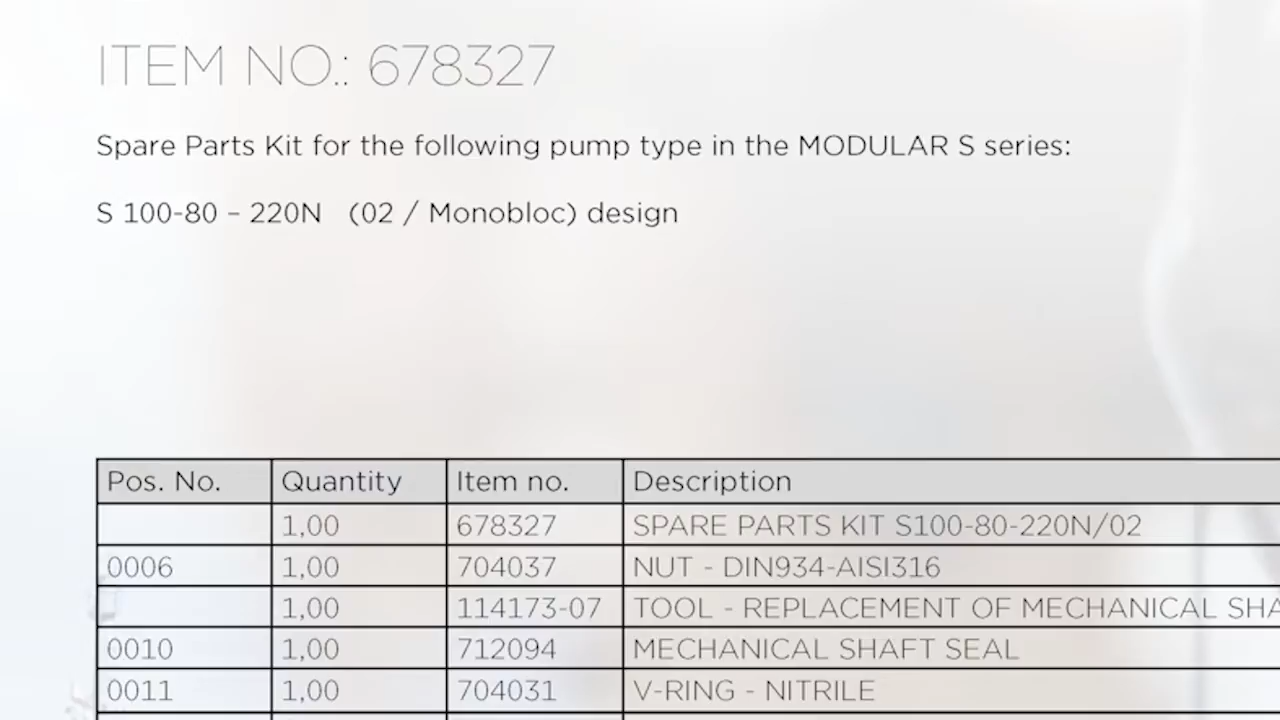 ITEM NO.: 678327
Spare Parts Kit for the following pump type in the MODULAR S series:
S 100-80 – 220N (02 / Monobloc) design
Pos. No. Quantity Item no. Description
1,00 678327 SPARE PARTS KIT S100-80-220N/02
0006 1,00 704037 NUT - DIN934-AISI316
1,00 114173-07 TOOL - REPLACEMENT OF MECHANICAL SHA
0010 1,00 712094 MECHANICAL SHAFT SEAL
0011 1,00 704031 V-RING - NITRILE